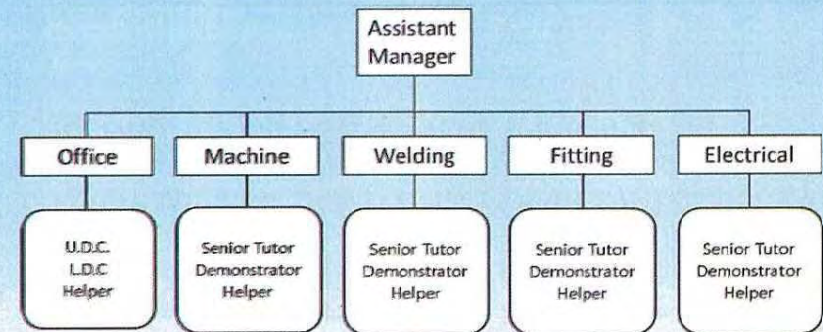 Assistant
Manager
Office
Machine
Welding
Fitting
Electrical
U.D.C.
L.D.C
Helper
Senior Tutor
Demonstrator
Helper
Senior Tutor
Demonstrator
Helper
Senior Tutor
Demonstrator
Helper
Senior Tutor
Demonstrator
Helper